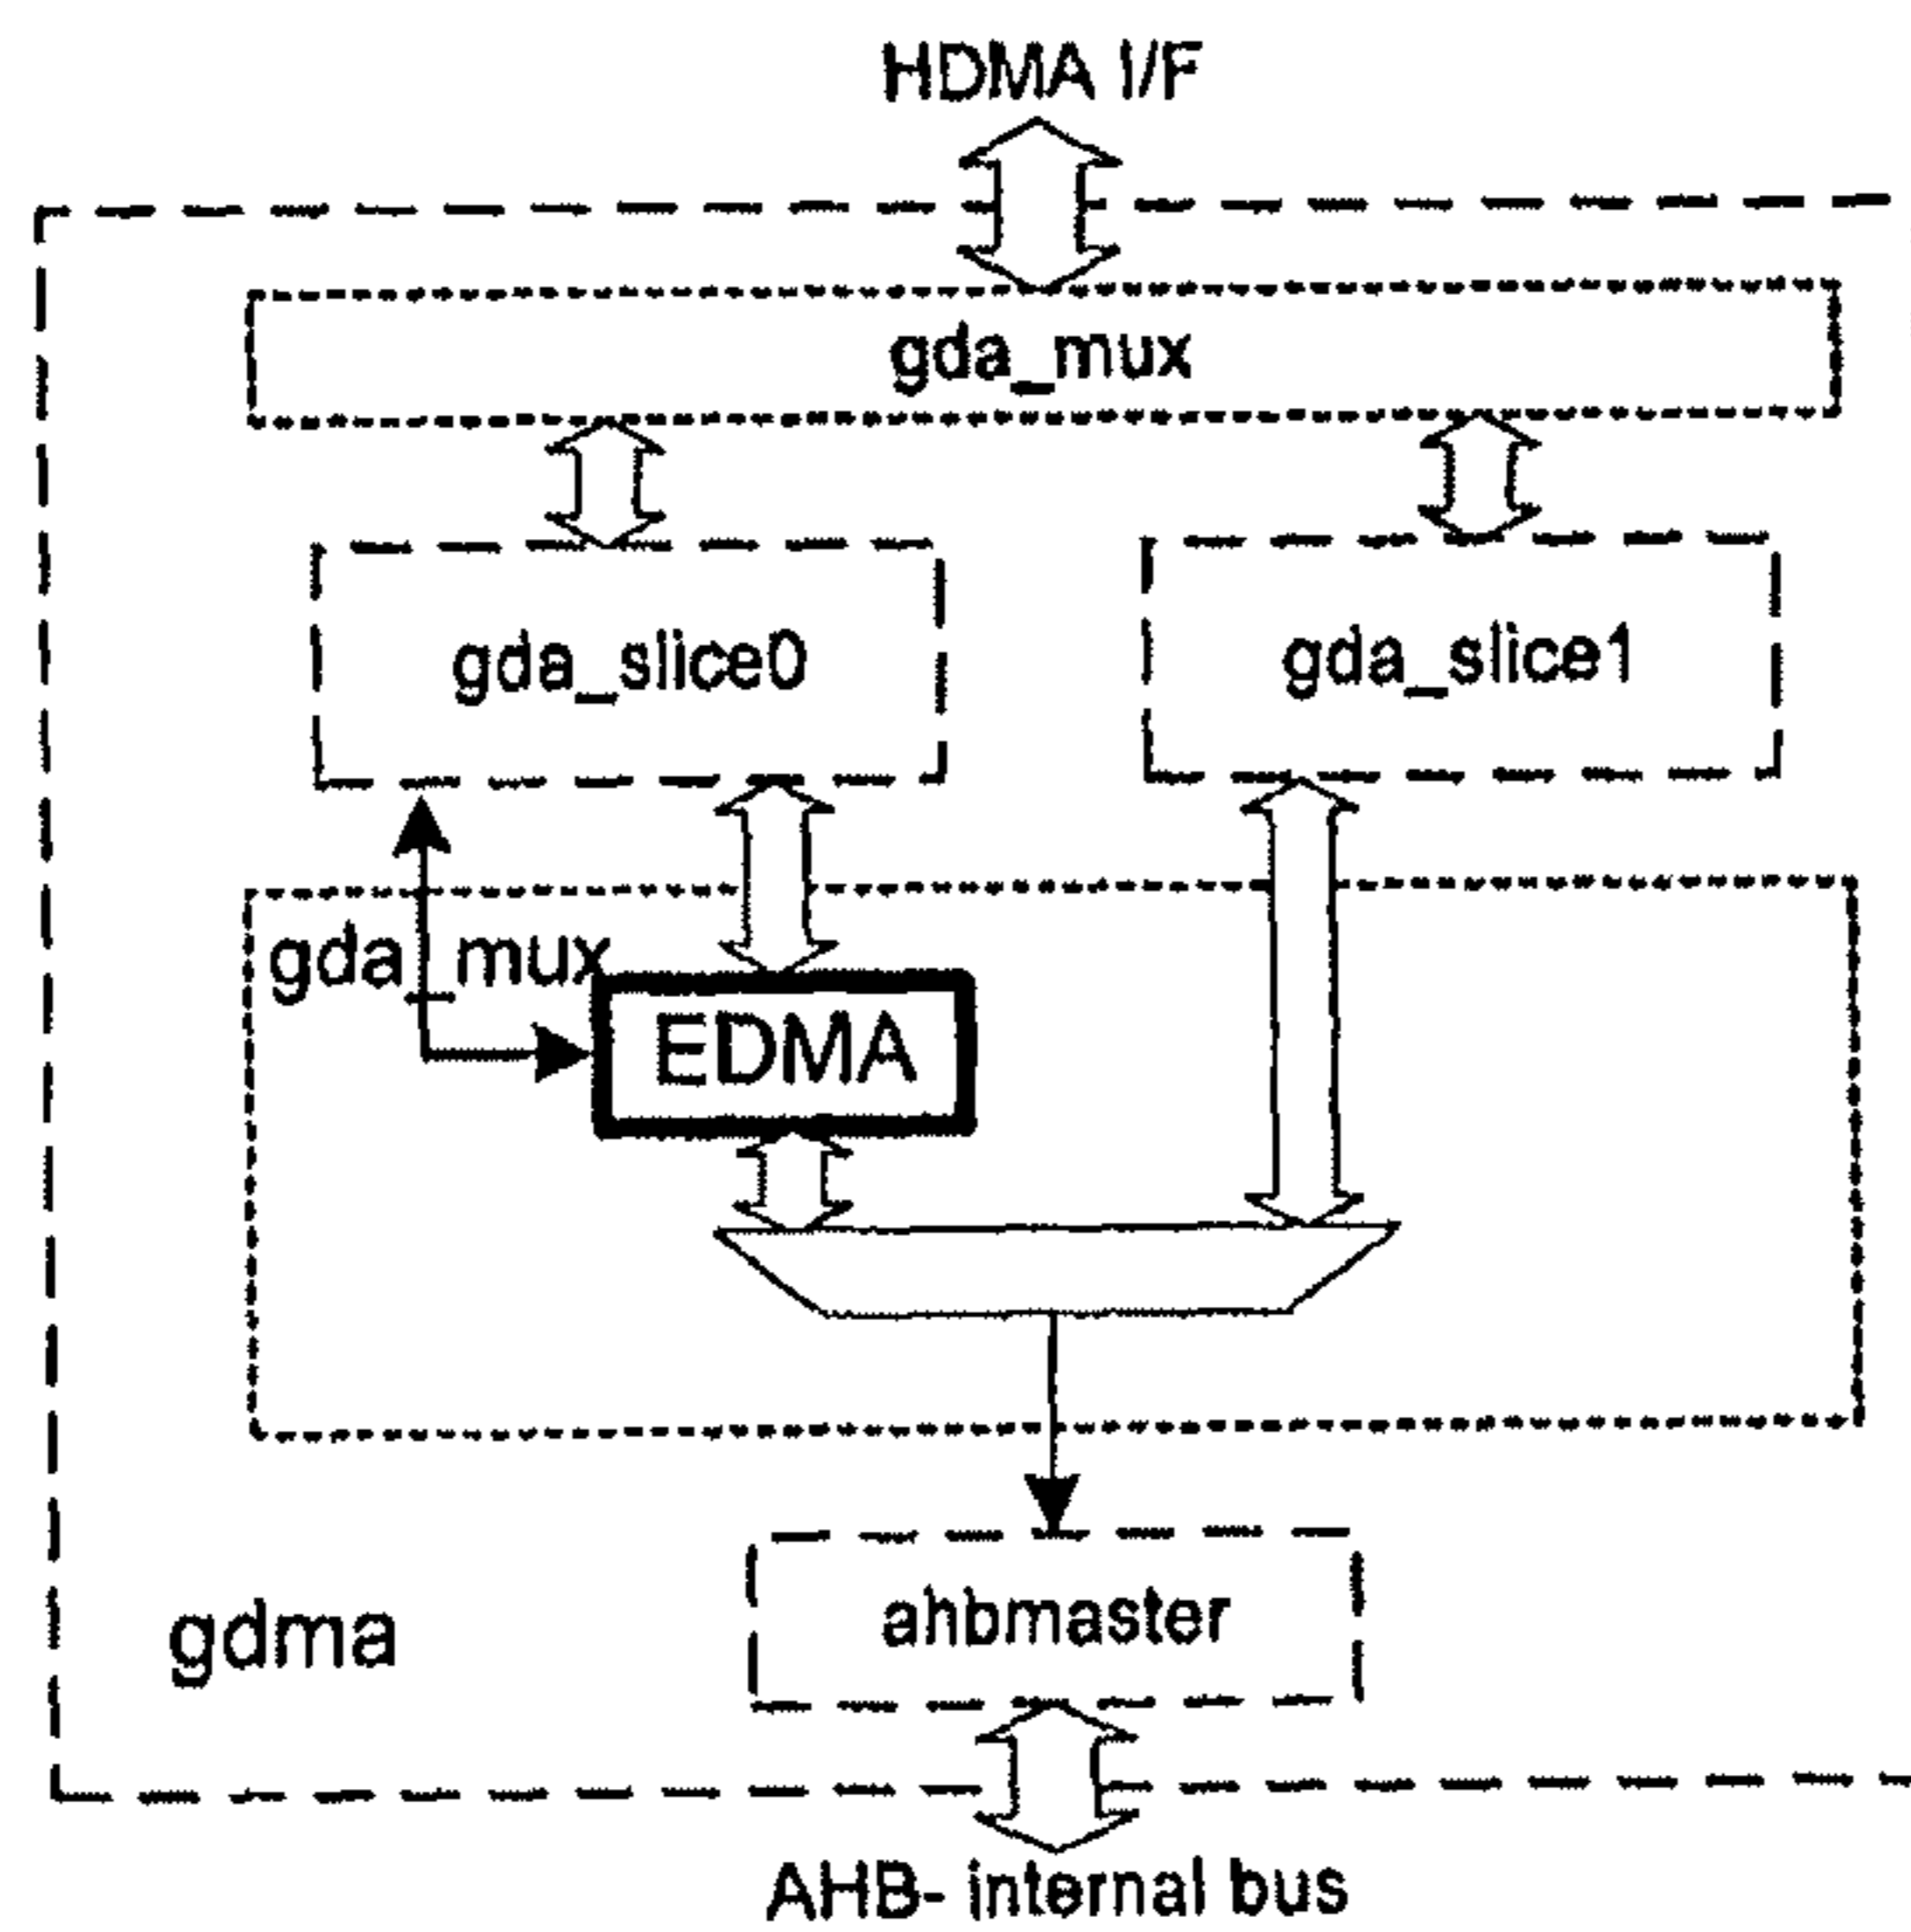 HDMA I/F
gda_mux
gda_slice0
gda_slice1
gda_mux
EDMA
ahbmaster
gdma
AHB- internal bus